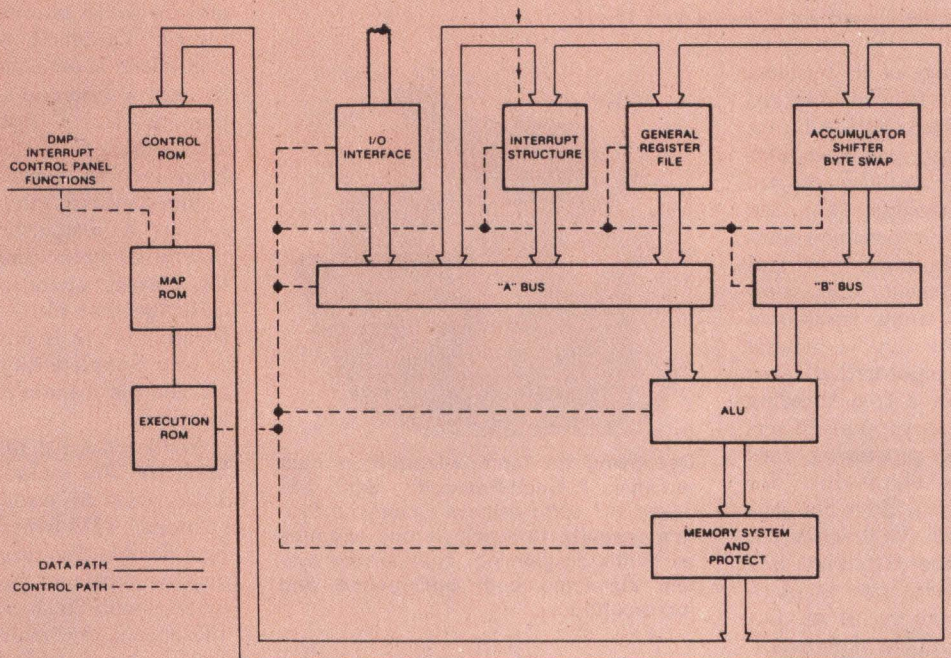 DMP
INTERRUPT
CONTROL PANEL
FUNCTIONS
CONTROL
ROM
I/O
INTERFACE
INTERRUPT
STRUCTURE
GENERAL
REGISTER
FILE
ACCUMULATOR
SHIFTER
BYTE SWAP
MAP
ROM
"A" BUS
"B" BUS
EXECUTION
ROM
ALU
MEMORY SYSTEM
AND
PROTECT
DATA PATH
CONTROL PATH